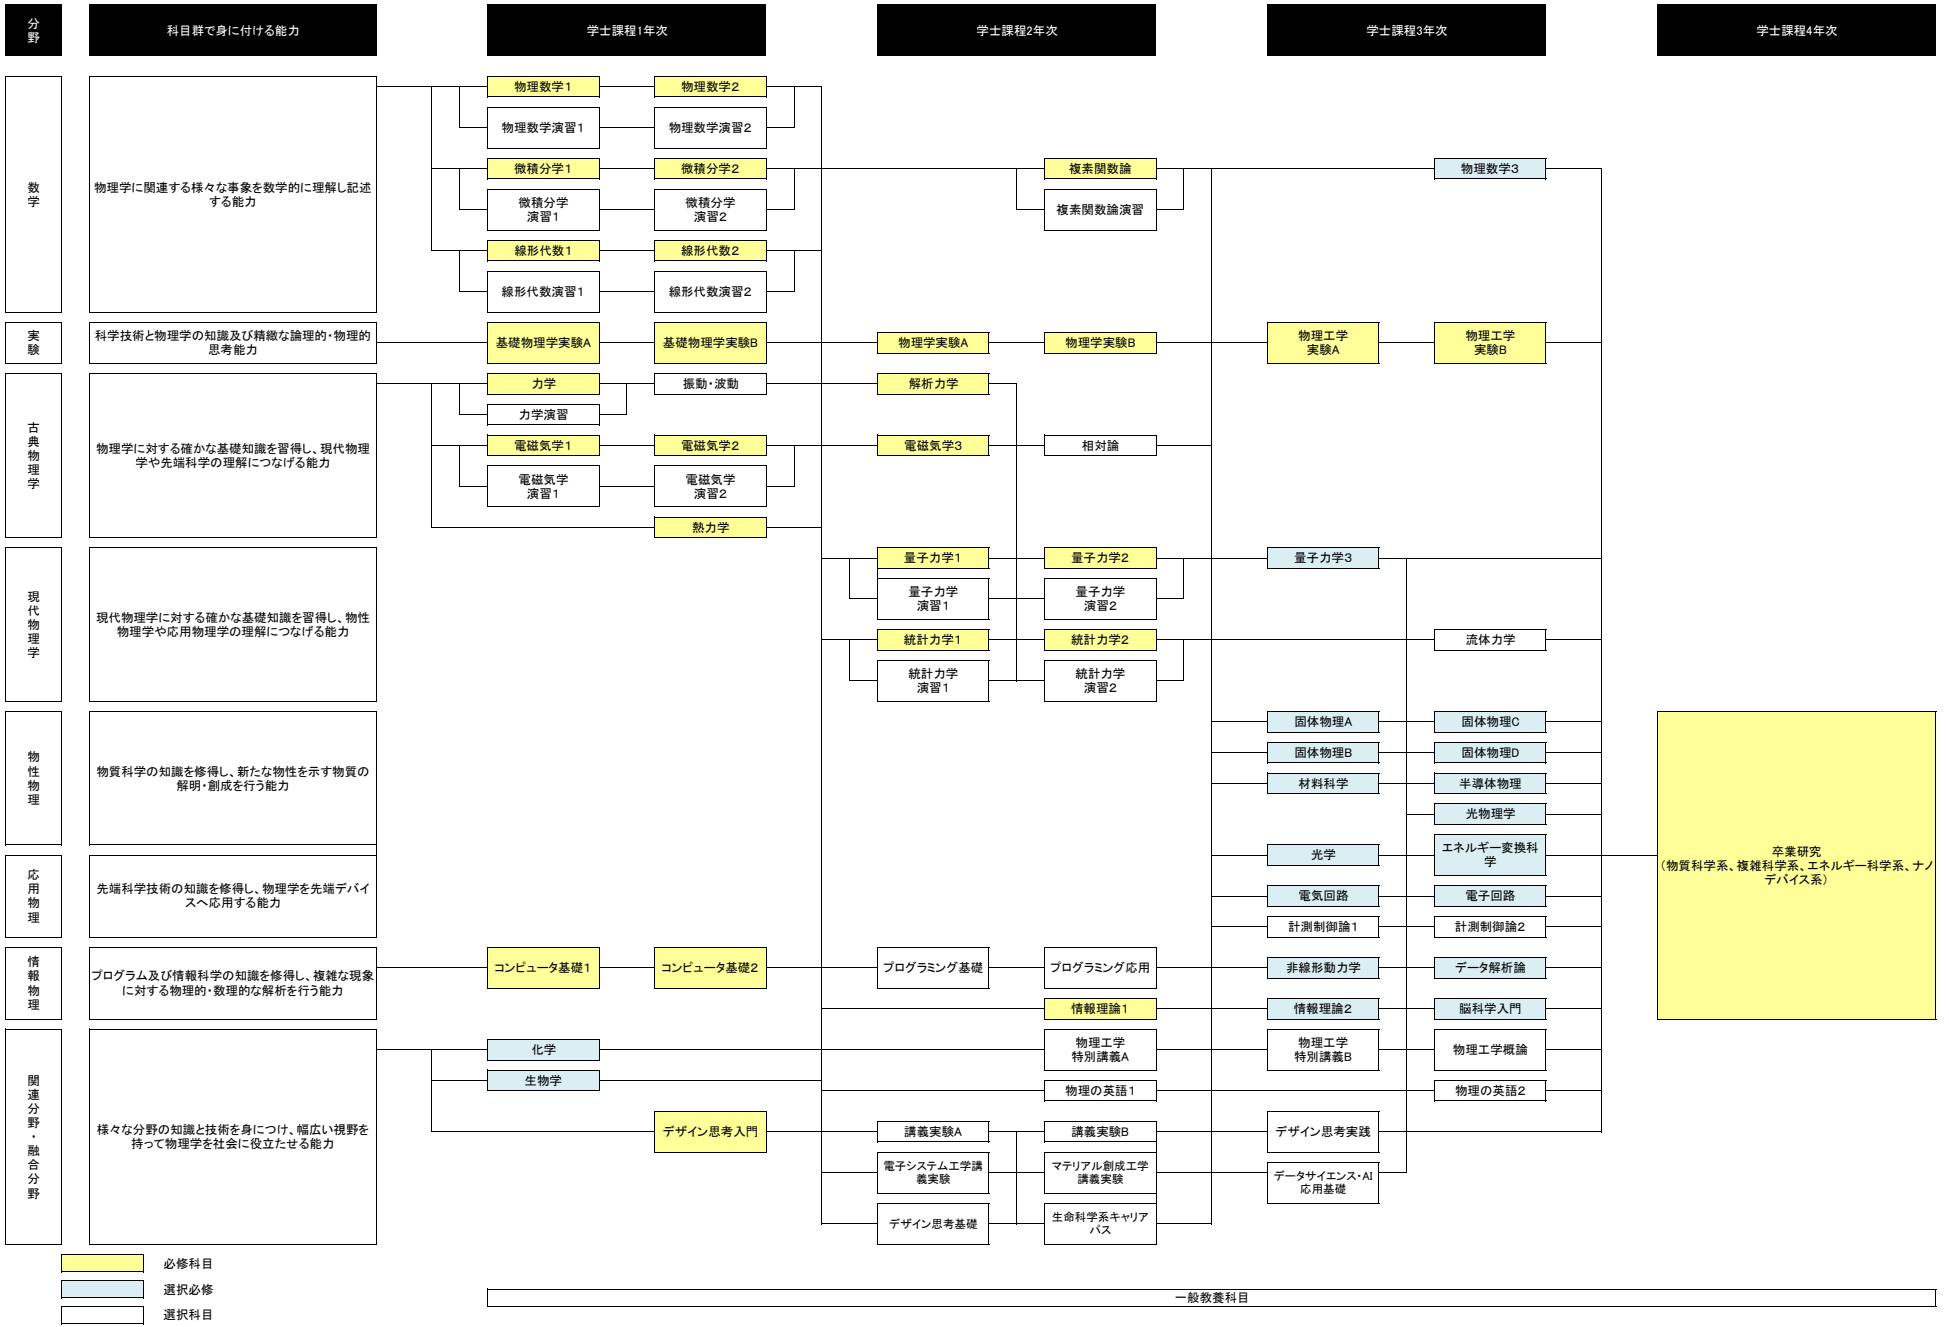 分
野
科目群で身に付ける能力
学士課程1年次
学士課程2年次
学士課程3年次
学士課程4年次
数
学
物理学に関連する様々な事象を数学的に理解し記述
する能力
物理数学1
物理数学2
物理数学演習1
物理数学演習2
微積分学1
微積分学2
複素関数論
物理数学3
微積分学
演習1
微積分学
演習2
複素関数論演習
線形代数1
線形代数2
線形代数演習1
線形代数演習2
実
験
科学技術と物理学の知識及び精緻な論理的・物理的
思考能力
基礎物理学実験A
基礎物理学実験B
物理学実験A
物理学実験B
物理工学
実験A
物理工学
実験B
古
典
物
理
学
物理学に対する確かな基礎知識を習得し、現代物理
学や先端科学の理解につなげる能力
力学
振動・波動
解析力学
力学演習
電磁気学1
電磁気学2
電磁気学3
相対論
電磁気学
演習1
電磁気学
演習2
熱力学
現
代
物
理
学
現代物理学に対する確かな基礎知識を習得し、物性
物理学や応用物理学の理解につなげる能力
量子力学1
量子力学2
量子力学3
量子力学
演習1
量子力学
演習2
統計力学1
統計力学2
流体力学
統計力学
演習1
統計力学
演習2
物
性
物
理
物質科学の知識を修得し、新たな物性を示す物質の
解明・創成を行う能力
固体物理A
固体物理C
固体物理B
固体物理D
材料科学
半導体物理
光物理学
応
用
物
理
先端科学技術の知識を修得し、物理学を先端デバイ
スへ応用する能力
光学
エネルギー変換科
学
電気回路
電子回路
計測制御論1
計測制御論2
卒業研究
（物質科学系、複雑科学系、エネルギー科学系、ナノ
デバイス系）
情
報
物
理
プログラム及び情報科学の知識を修得し、複雑な現象
に対する物理的・数理的な解析を行う能力
コンピュータ基礎1
コンピュータ基礎2
プログラミング基礎
プログラミング応用
非線形動力学
データ解析論
情報理論1
情報理論2
脳科学入門
関
連
分
野
・
融
合
分
野
様々な分野の知識と技術を身につけ、幅広い視野を
持って物理学を社会に役立たせる能力
化学
物理工学
特別講義A
物理工学
特別講義B
物理工学概論
生物学
物理の英語1
物理の英語2
デザイン思考入門
講義実験A
講義実験B
デザイン思考実践
電子システム工学講
義実験
マテリアル創成工学
講義実験
データサイエンス・AI
応用基礎
デザイン思考基礎
生命科学系キャリア
パス
必修科目
選択必修
選択科目
一般教養科目